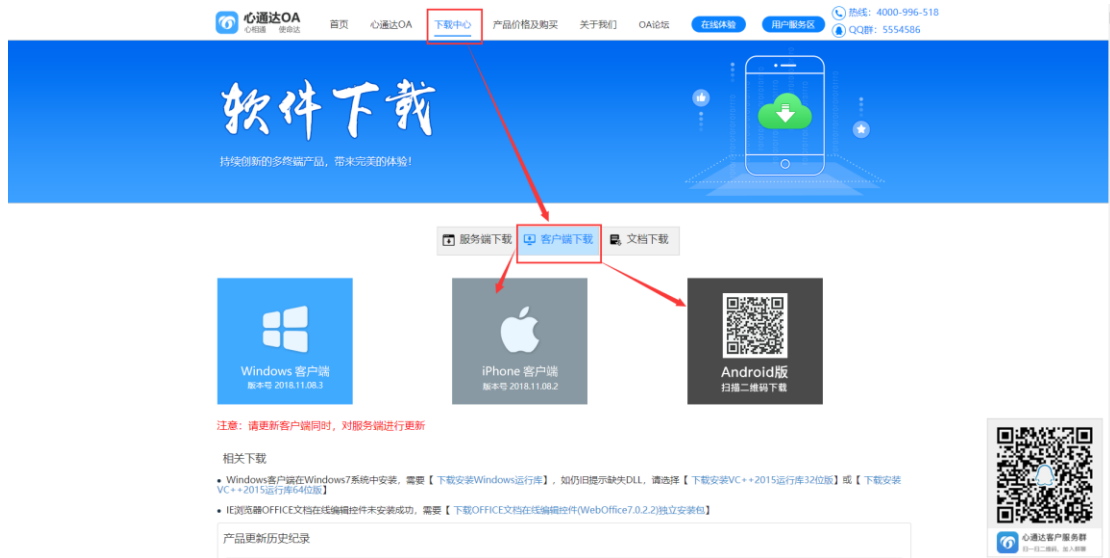 心通达OA
心相通 使命达
首页 心通达OA 下载中心 产品价格及购买 关于我们 OA论坛 在线体验 用户服务区
热线：4000-996-518
QQ群：5554586
软件下载
持续创新的多终端产品，带来完美的体验！
服务端下载 客户端下载 文档下载
Windows 客户端
版本号 2018.11.08.3
iPhone 客户端
版本号 2018.11.08.2
Android版
扫描二维码下载
注意：请更新客户端同时，对服务端进行更新
相关下载
• Windows客户端在Windows7系统中安装，需要【 下载安装Windows运行库】，如仍旧提示缺失DLL，请选择【 下载安装VC++2015运行库32位版】或【 下载安装
VC++2015运行库64位版】
• IE浏览器OFFICE文档在线编辑控件未安装成功，需要【 下载OFFICE文档在线编辑控件(WebOffice7.0.2.2)独立安装包】
产品更新历史纪录
心通达客户服务群
扫一扫二维码，加入群聊